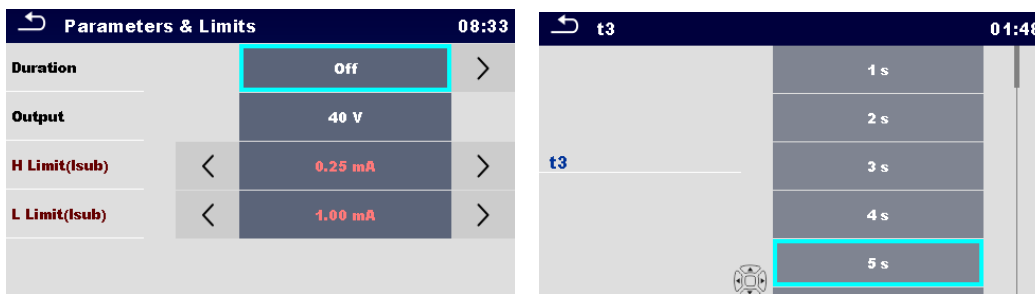 Parameters & Limits 08:33
Duration Off
Output 40 V
H Limit(Isub) 0.25 mA
L Limit(Isub) 1.00 mA
t3 01:48
1 s
2 s
t3 3 s
4 s
5 s